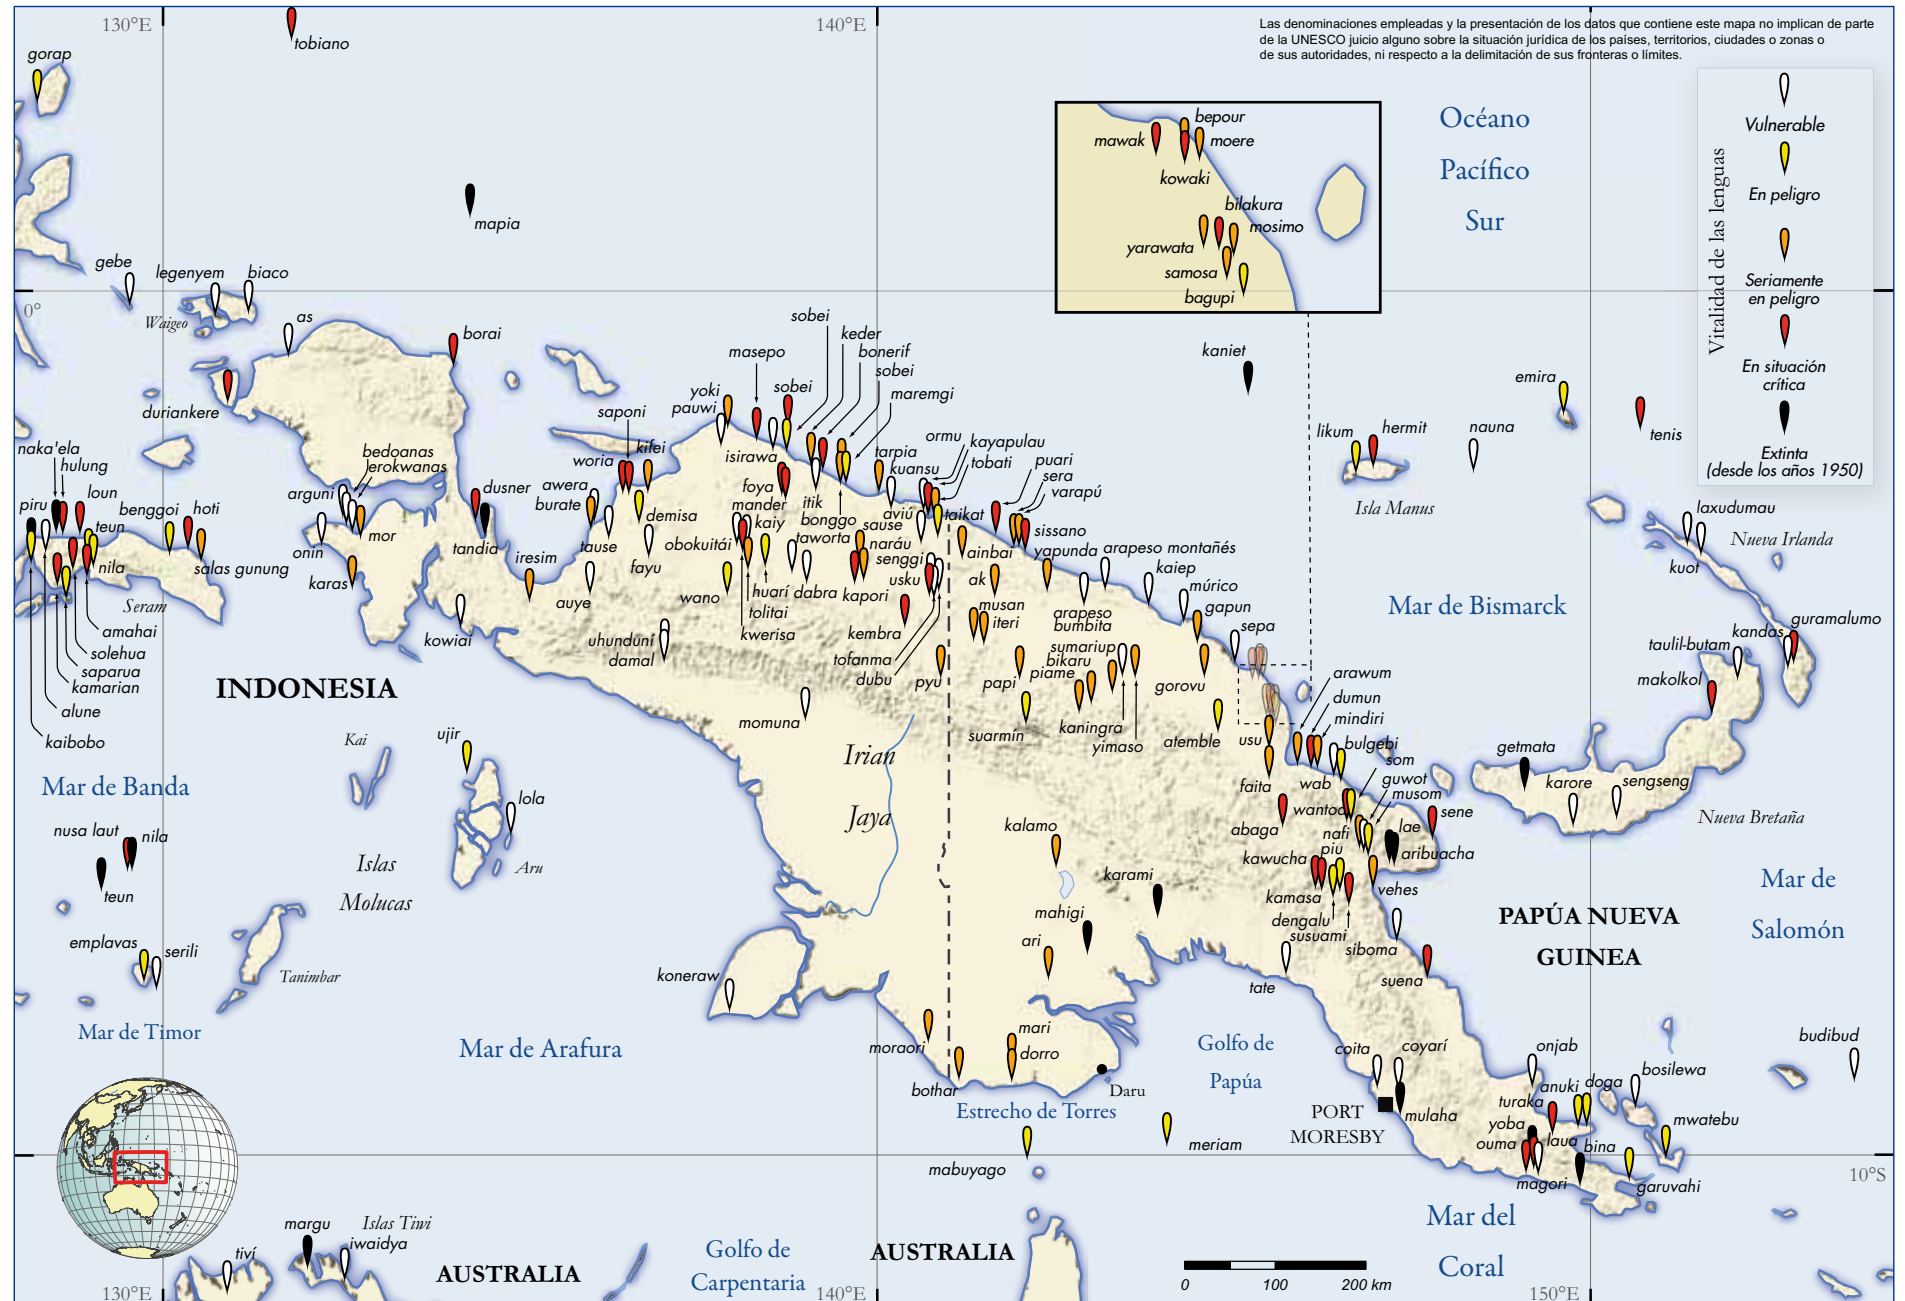 130°E
140°E
Las denominaciones empleadas y la presentación de los datos que contiene este mapa no implican de parte
de la UNESCO juicio alguno sobre la situación jurídica de los países, territorios, ciudades o zonas o
de sus autoridades, ni respecto a la delimitación de sus fronteras o límites.
tobiano
gorap
mapia
gebe
legenyem
biaco
Waigeo
0°
as
borai
duriankere
bepour
mawak
moere
kowaki
bilakura
mosimo
yarawata
samosa
bagupi
Océano
Pacífico
Sur
Vitalidad de las lenguas
Vulnerable
En peligro
Seriamente
en peligro
En situación
crítica
Extinta
(desde los años 1950)
kaniet
emira
tenis
likum
hermit
nauna
Isla Manus
sobei
keder
bonerif
sobei
masepo
sobei
maremgi
yoki
pauwi
saponi
kifei
woria
isirawa
tarpia
ormu
kayapulau
tobati
kuansu
puari
sera
varapú
naka'ela
hulung
bedoanas
erokwanas
arguni
piru
loun
teun
benggoi
hoti
dusner
awera
burate
foya
mander
kaiy
itik
bonggo
aviú
taikat
sissano
laxudumau
Nueva Irlanda
kuot
onin
mor
tandia
iresim
tause
demisa
obokuitái
taworta
sause
naráu
senggi
ainbai
yapunda
arapeso montañés
kaiep
nila
salas gunung
karas
fayu
auye
wano
huarí
dabra
kapori
usku
ak
múrico
gapun
Seram
amahai
solehua
saparua
kamarian
alune
kaibobo
kowiai
uhunduní
damal
tolitai
kwerisa
kembra
tofanma
dubu
musan
iteri
arapeso
bumbita
sumariup
bikaru
piame
sepa
Mar de Bismarck
guramalumo
kandas
taulil-butam
makolkol
INDONESIA
pyu
papi
gorovu
arawum
dumun
mindiri
momuna
suarmín
kaningra
yimaso
atemble
usu
bulgebi
som
guwot
musom
ujir
Kai
Irian
Jaya
faita
wab
getmata
karore
sengseng
Mar de Banda
lola
wantoa
abaga
nafi
lae
sene
Nueva Bretaña
nusa laut
nila
teun
Islas
Molucas
Aru
kalamo
kawucha
piu
aribuacha
karami
kamasa
vehes
Mar de
Salomón
mahigi
dengalu
susuami
siboma
PAPÚA NUEVA
GUINEA
emplavas
serili
Tanimbar
ari
koneraw
tate
suena
Mar de Timor
Mar de Arafura
moraori
mari
dorro
bothar
Daru
Golfo de
Papúa
coita
coyarí
onjab
budibud
bosilewa
Estrecho de Torres
PORT
MORESBY
mulaha
anuki
doga
turaka
yoba
mwatebu
meriam
mabuyago
ouma
laua
bina
magori
garuvahi
10°S
margu
Islas Tiwi
iwaidya
tiví
AUSTRALIA
Golfo de
Carpentaria
AUSTRALIA
Mar del
Coral
0
100
200 km
130°E
140°E
150°E